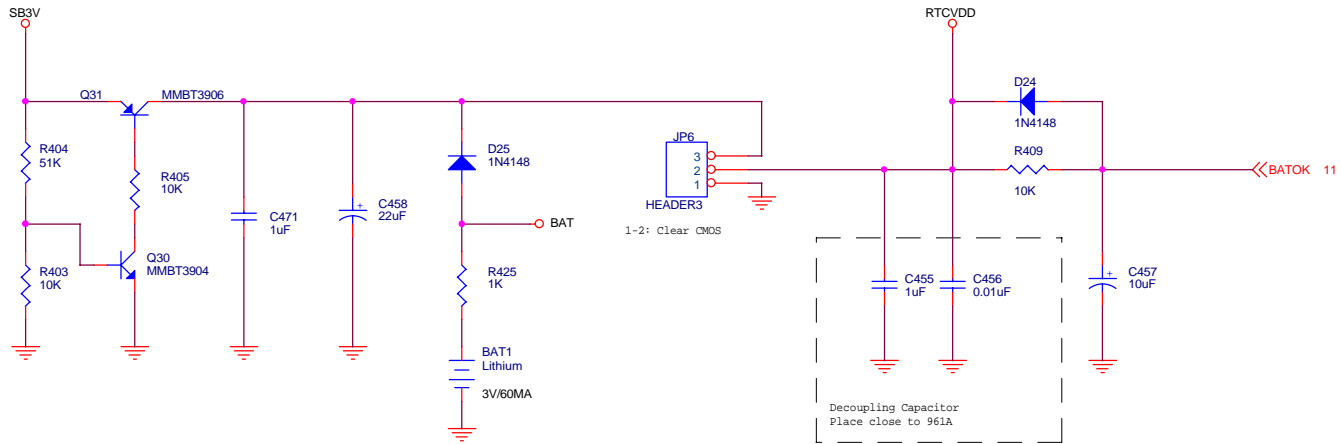 SB3V
RTCVDD
Q31
MMBT3906
D24
1N4148
JP6
3
2
1
HEADER3
R404
51K
R405
10K
D25
1N4148
R409
10K
BATOK 11
C471
1uF
C458
22uF
BAT
1-2: Clear CMOS
Q30
MMBT3904
R403
10K
R425
1K
C455
1uF
C456
0.01uF
C457
10uF
BAT1
Lithium
3V/60MA
Decoupling Capacitor
Place close to 961A